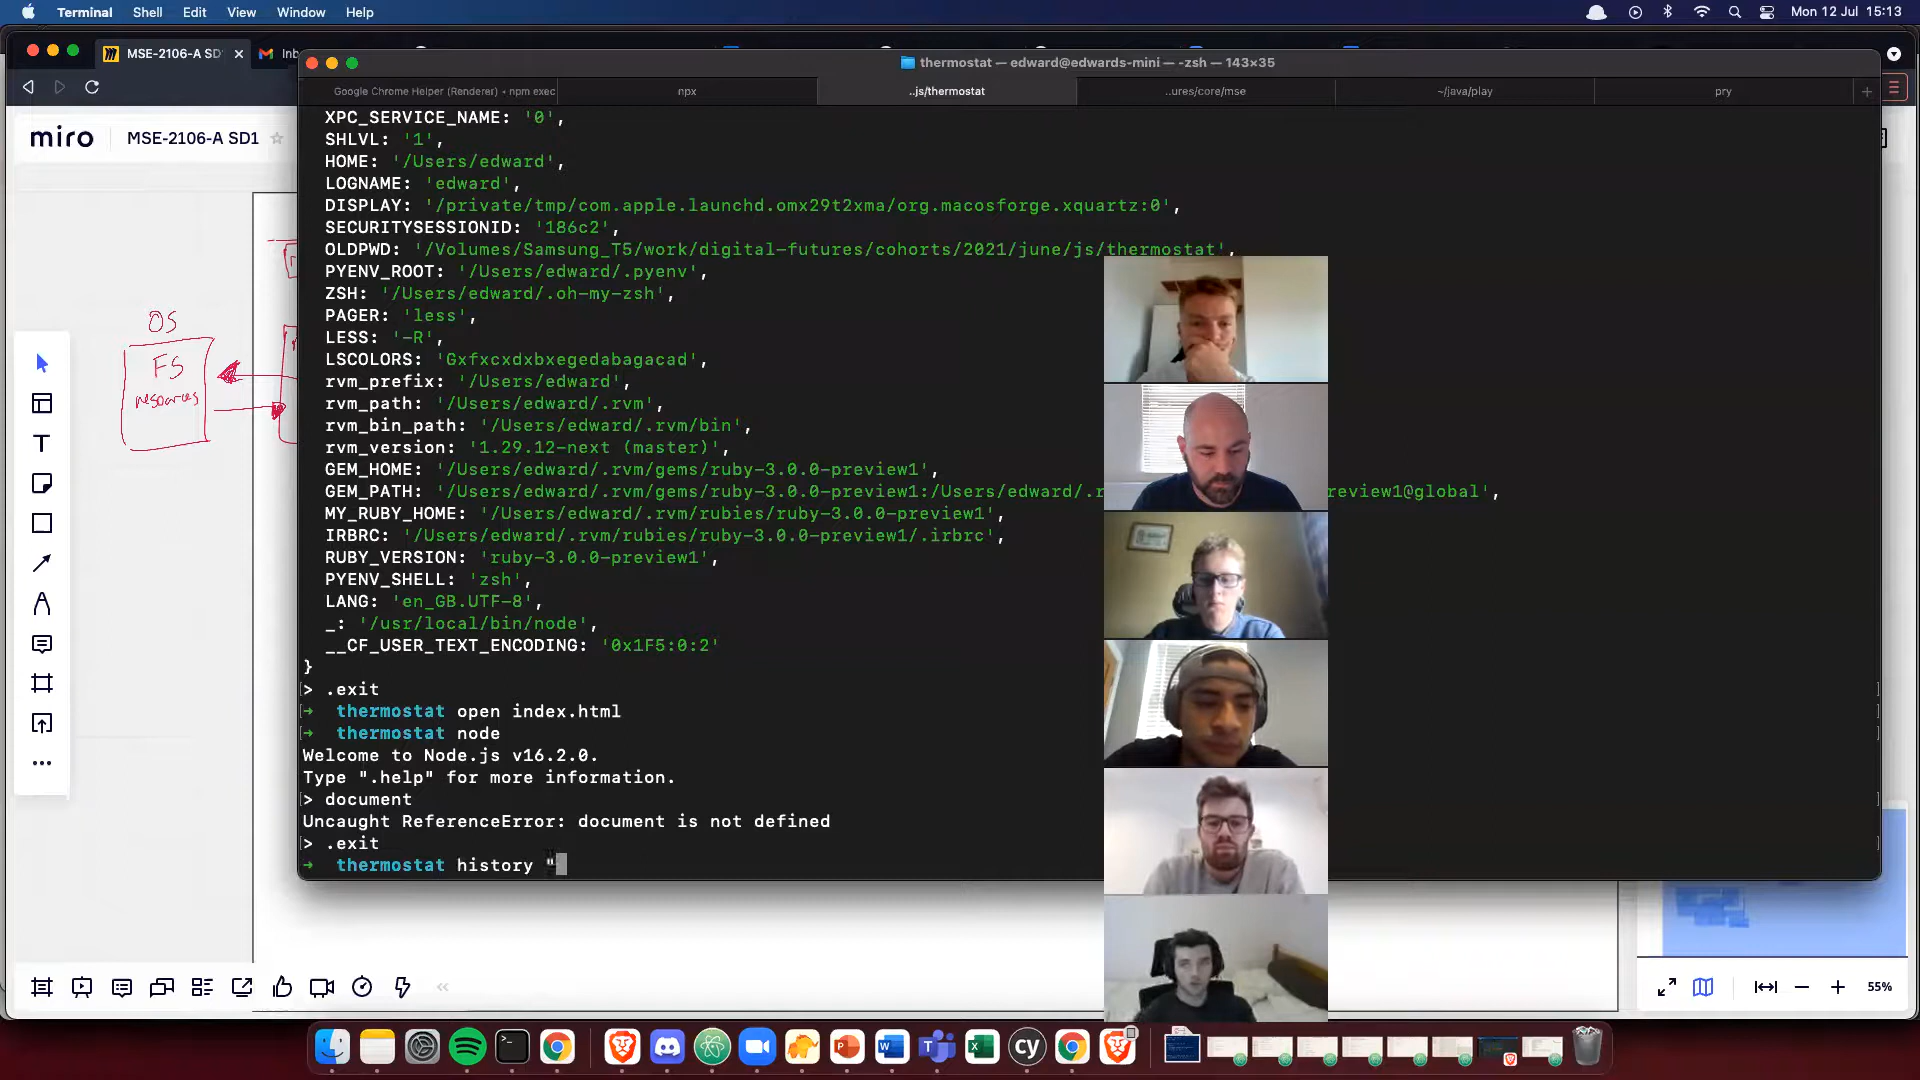 Terminal Shell Edit View Window Help Mon 12 Jul 15:13
MSE-2106-A SD
thermostat — edward@edwards-mini — -zsh — 143×35
Google Chrome Helper (Renderer) ◂ npm exec npx ..js/thermostat ..ures/core/mse ~/java/play pry
miro MSE-2106-A SD1
XPC_SERVICE_NAME: '0',
SHLVL: '1',
HOME: '/Users/edward',
LOGNAME: 'edward',
DISPLAY: '/private/tmp/com.apple.launchd.omx29t2xma/org.macosforge.xquartz:0',
SECURITYSESSIONID: '186c2',
OLDPWD: '/Volumes/Samsung_T5/work/digital-futures/cohorts/2021/june/js/thermostat',
PYENV_ROOT: '/Users/edward/.pyenv',
ZSH: '/Users/edward/.oh-my-zsh',
PAGER: 'less',
LESS: '-R',
LSCOLORS: 'Gxfxcxdxbxegedabagacad',
rvm_prefix: '/Users/edward',
rvm_path: '/Users/edward/.rvm',
rvm_bin_path: '/Users/edward/.rvm/bin',
rvm_version: '1.29.12-next (master)',
GEM_HOME: '/Users/edward/.rvm/gems/ruby-3.0.0-preview1',
GEM_PATH: '/Users/edward/.rvm/gems/ruby-3.0.0-preview1:/Users/edward/.r review1@global',
MY_RUBY_HOME: '/Users/edward/.rvm/rubies/ruby-3.0.0-preview1',
IRBRC: '/Users/edward/.rvm/rubies/ruby-3.0.0-preview1/.irbrc',
RUBY_VERSION: 'ruby-3.0.0-preview1',
PYENV_SHELL: 'zsh',
LANG: 'en_GB.UTF-8',
_: '/usr/local/bin/node',
__CF_USER_TEXT_ENCODING: '0x1F5:0:2'
}
> .exit
➜ thermostat open index.html
➜ thermostat node
Welcome to Node.js v16.2.0.
Type ".help" for more information.
> document
Uncaught ReferenceError: document is not defined
> .exit
➜ thermostat history "
OS
FS
resources
55%